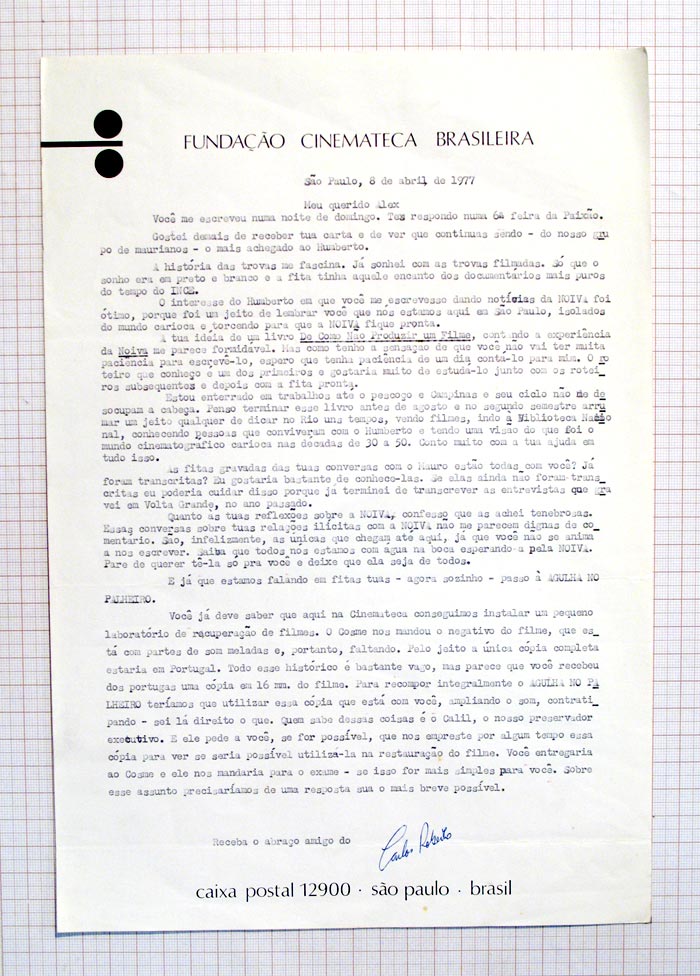 FUNDAÇÃO CINEMATECA BRASILEIRA
São Paulo, 8 de abril de 1977
Meu querido Alex
Você me escreveu numa noite de domingo. Tes respondo numa 6ª feira da Paixão.
Gostei demais de receber tua carta e de ver que continuas sendo - do nosso gru
po de maurianos - o mais achegado ao Humberto.
A história das trovas me fascina. Já sonhei com as trovas filmadas. Só que o
sonho era em preto e branco e a fita tinha aquele encanto dos documentarios mais puros
do tempo do INCE.
O interesse do Humberto em que você me escrevesse dando notícias da NOIVA foi
ótimo, porque foi um jeito de lembrar você que nos estamos aqui em São Paulo, isolados
do mundo carioca e torcendo para que a NOIVA fique pronta.
A tua ideia de um livro De Como Não Produzir um Filme, contando a experiência
da Noiva me parece formidável. Mas como tenho a sensação de que você não vai ter muita
paciência para escreve-lo, espero que tenha paciência de um dia conta-lo para mim. O ro
teiro que conheço e um dos primeiros e gostaria muito de estuda-lo junto com os rotei_
ros subsequentes e depois com a fita pronta.
Estou enterrado em trabalhos ate o pescoço e Campinas e seu ciclo não me de
socupam a cabeça. Penso terminar esse livro antes de agosto e no segundo semestre arru
mar um jeito qualquer de dicar no Rio uns tempos, vendo filmes, indo à Biblioteca Nacio
nal, conhecendo pessoas que conviveram com o Humberto e tendo uma visão do que foi o
mundo cinematográfico carioca nas décadas de 30 a 50. Conto muito com a tua ajuda em
tudo isso.
As fitas gravadas das tuas conversas com o Mauro estão todas com você? Já
foram transcritas? Eu gostaria bastante de conhece-las. Se elas ainda não foram trans_
critas eu poderia cuidar disso porque já terminei de transcrever as entrevistas que gra
vei em Volta Grande, no ano passado.
Quanto as tuas reflexões sobre a NOIVA, confesso que as achei tenebrosas.
Essas conversas sobre tuas relações ilícitas com a NOIVA não me parecem dignas de co_
mentario. São, infelizmente, as unicas que chegam até aqui, já que você não se anima
a nos escrever. Saiba que todos nos estamos com água na boca esperando a pela NOIVA.
Pare de querer tê-la só pra você e deixe que ela seja de todos.
E já que estamos falando em fitas tuas - agora sozinho - passo à AGULHA NO
PALHEIRO.
Você já deve saber que aqui na Cinemateca conseguimos instalar um pequeno
laboratório de racuperação de filmes. O Cosme nos mandou o negativo do filme, que es_
tá com partes de som meladas e, portanto, faltando. Pelo jeito a única cópia completa
estaria em Portugal. Todo esse histórico é bastante vago, mas parece que você recebeu
dos portugas uma cópia em 16 mm. do filme. Para recompor integralmente o AGULHA NO PA
LHEIRO teríamos que utilizar essa cópia que está com você, ampliando o som, contrati_
pando - sei lá direito o que. Quem sabe dessas coisas é o Calil, o nosso preservador
executivo. E ele pede a você, se for possível, que nos empreste por algum tempo essa
cópia para ver se seria possível utilizá-la na restauração do filme. Você entregaria
ao Cosme e ele nos mandaria para o exame - se isso for mais simples para você. Sobre
esse assunto precisaríamos de uma resposta sua o mais breve possível.
Receba o abraço amigo do Carlos Roberto
caixa postal 12900 · são paulo · brasil